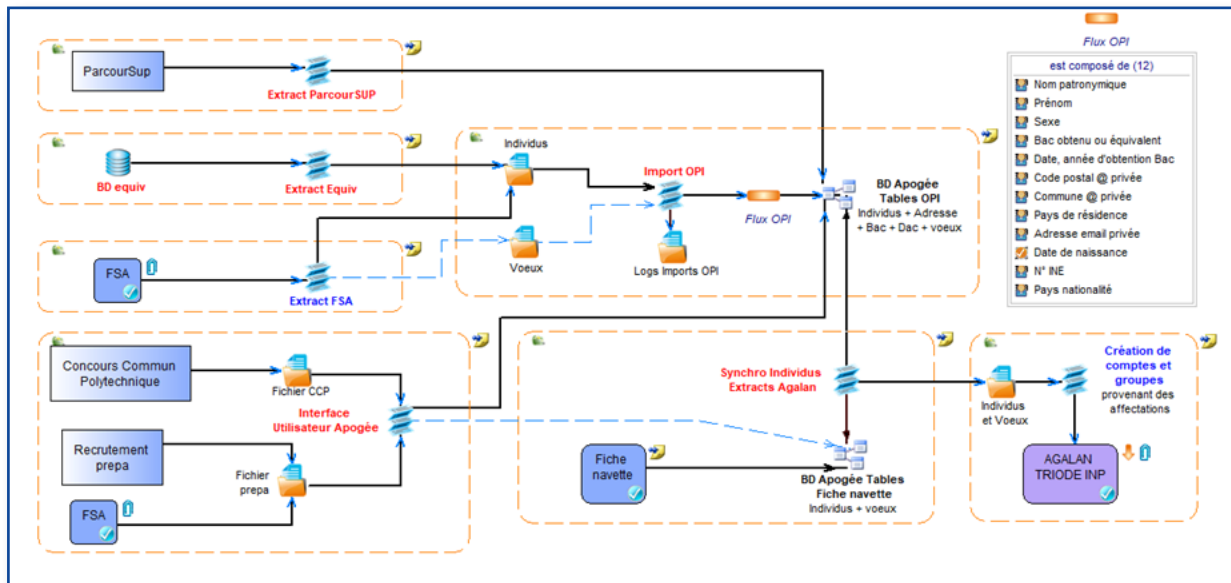 ParcourSup
Extract ParcourSUP
BD equiv
Extract Equiv
FSA
Extract FSA
Individus
Voeux
Import OPI
Logs Imports OPI
Flux OPI
BD Apogée
Tables OPI
Individus + Adresse
+ Bac + Dac + voeux
Flux OPI
est composé de (12)
Nom patronymique
Prénom
Sexe
Bac obtenu ou équivalent
Date, année d'obtention Bac
Code postal @ privée
Commune @ privée
Pays de résidence
Adresse email privée
Date de naissance
N° INE
Pays nationalité
Concours Commun
Polytechnique
Fichier CCP
Interface
Utilisateur Apogée
Recrutement
prepa
Fichier
prepa
FSA
Synchro Individus
Extracts Agalan
Fiche
navette
BD Apogée Tables
Fiche navette
Individus + voeux
Individus
et Voeux
Création de
comptes et
groupes
provenant des
affectations
AGALAN
TRIODE INP